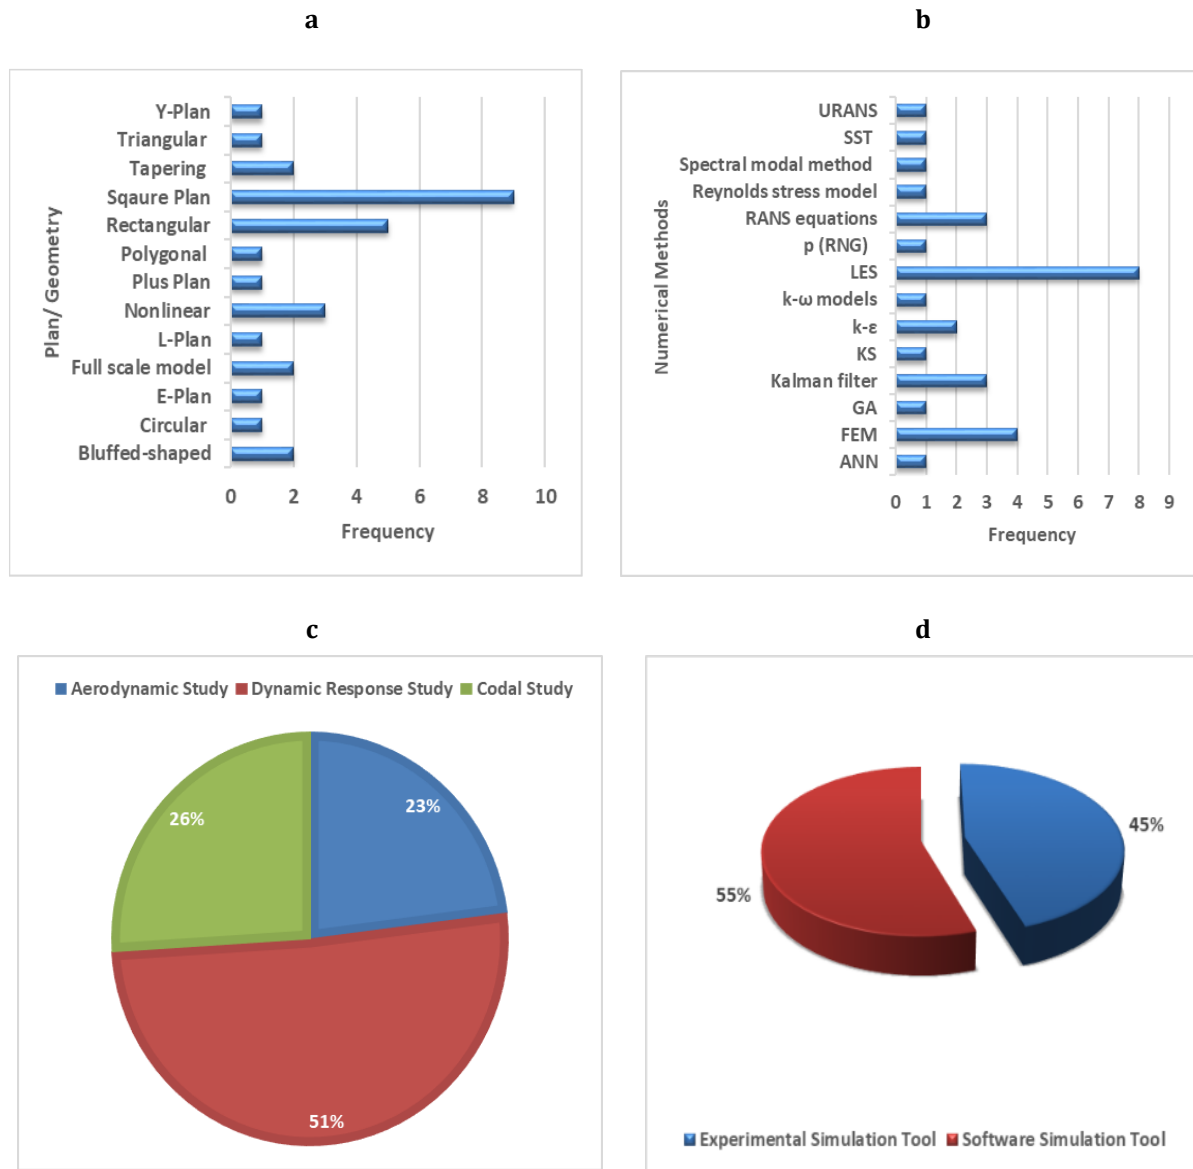 a
Y-Plan
Triangular
Tapering
Sqaure Plan
Rectangular
Polygonal
Plus Plan
Nonlinear
L-Plan
Full scale model
E-Plan
Circular
Bluffed-shaped
Plan/ Geometry
0 2 4 6 8 10
Frequency
b
URANS
SST
Spectral modal method
Reynolds stress model
RANS equations
p (RNG)
LES
k-ω models
k-ε
KS
Kalman filter
GA
FEM
ANN
Numerical Methods
0 1 2 3 4 5 6 7 8 9
Frequency
c
Aerodynamic Study Dynamic Response Study Codal Study
23%
26%
51%
d
45%
55%
Experimental Simulation Tool Software Simulation Tool